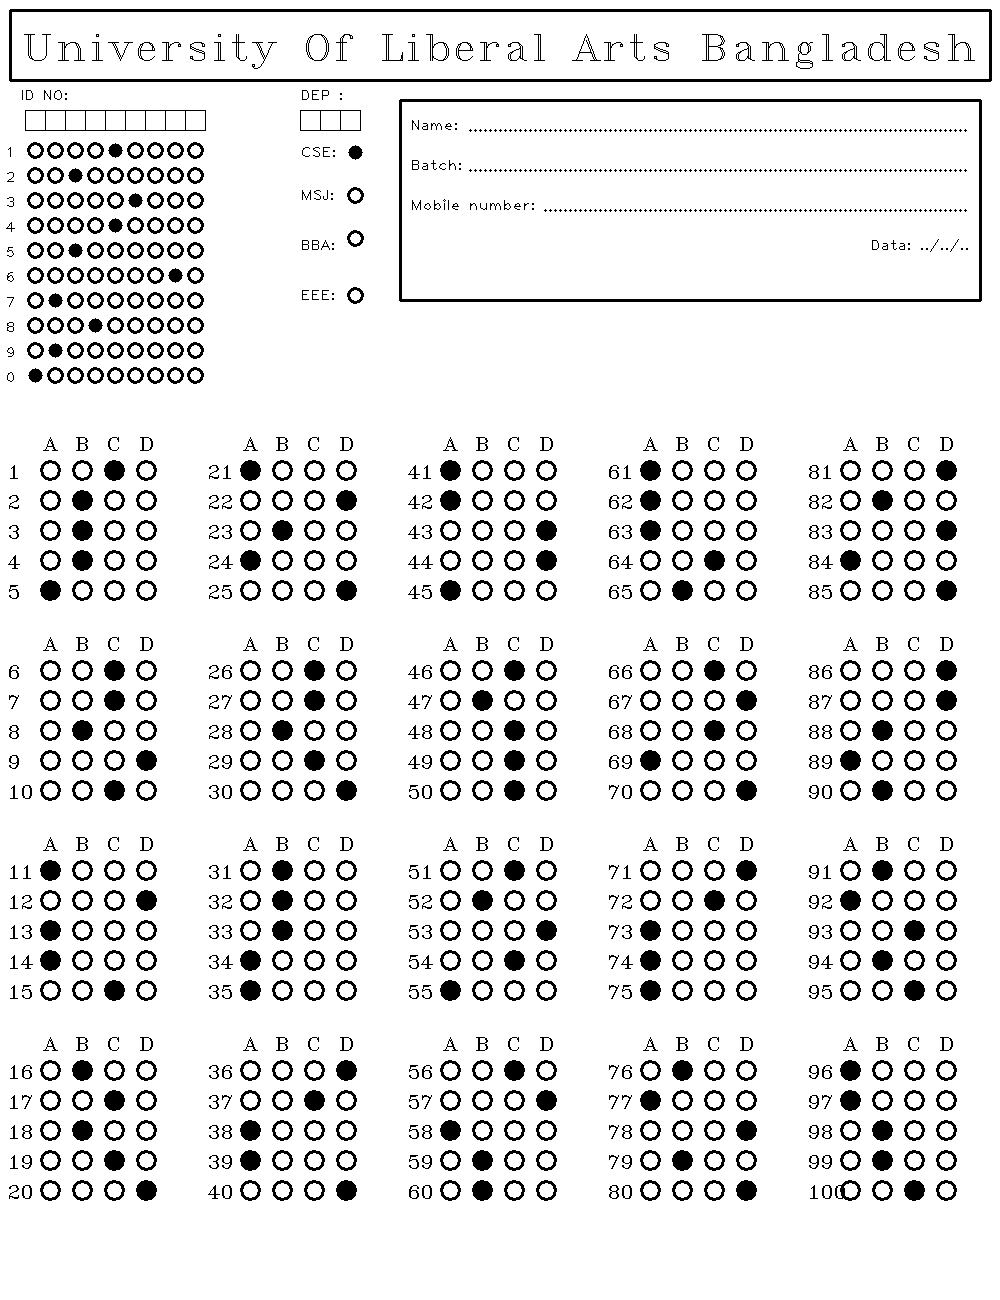 University Of Liberal Arts Bangladesh
ID NO:
DEP :
1
2
3
4
5
6
7
8
9
0
CSE:
MSJ:
BBA:
EEE:
Name: ................................................
Batch: ................................................
Mobile number: ................................................
Data: ../../..
A B C D A B C D A B C D A B C D A B C D
1 21 41 61 81
2 22 42 62 82
3 23 43 63 83
4 24 44 64 84
5 25 45 65 85
A B C D A B C D A B C D A B C D A B C D
6 26 46 66 86
7 27 47 67 87
8 28 48 68 88
9 29 49 69 89
10 30 50 70 90
A B C D A B C D A B C D A B C D A B C D
11 31 51 71 91
12 32 52 72 92
13 33 53 73 93
14 34 54 74 94
15 35 55 75 95
A B C D A B C D A B C D A B C D A B C D
16 36 56 76 96
17 37 57 77 97
18 38 58 78 98
19 39 59 79 99
20 40 60 80 100